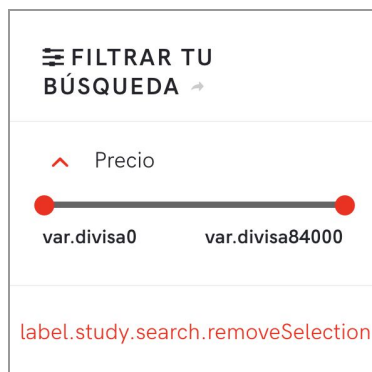 FILTRAR TU
BÚSQUEDA
Precio
var.divisa0 var.divisa84000
label.study.search.removeSelection